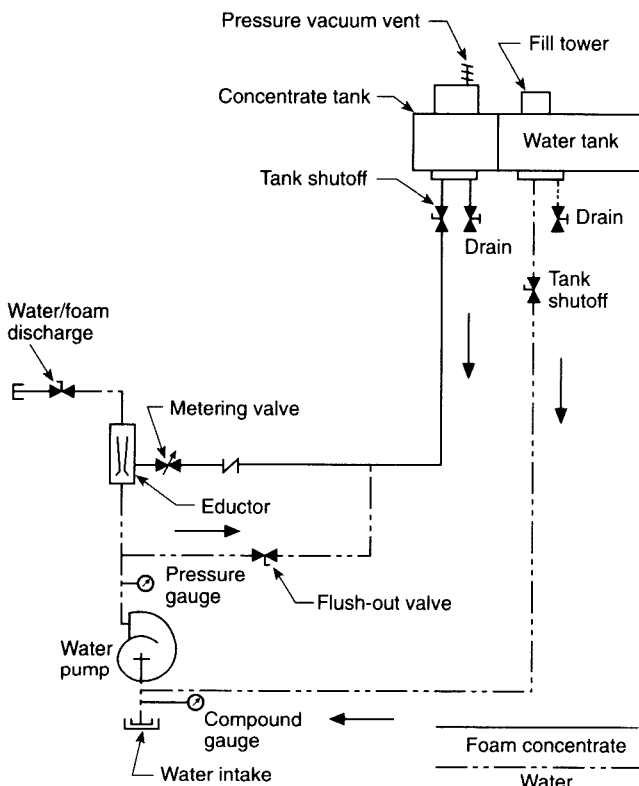 Pressure vacuum vent
Fill tower
Concentrate tank
Water tank
Tank shutoff
Drain
Drain
Tank
shutoff
Water/foam
discharge
Metering valve
Eductor
Pressure
gauge
Flush-out valve
Water
pump
Compound
gauge
Water intake
Foam concentrate
Water